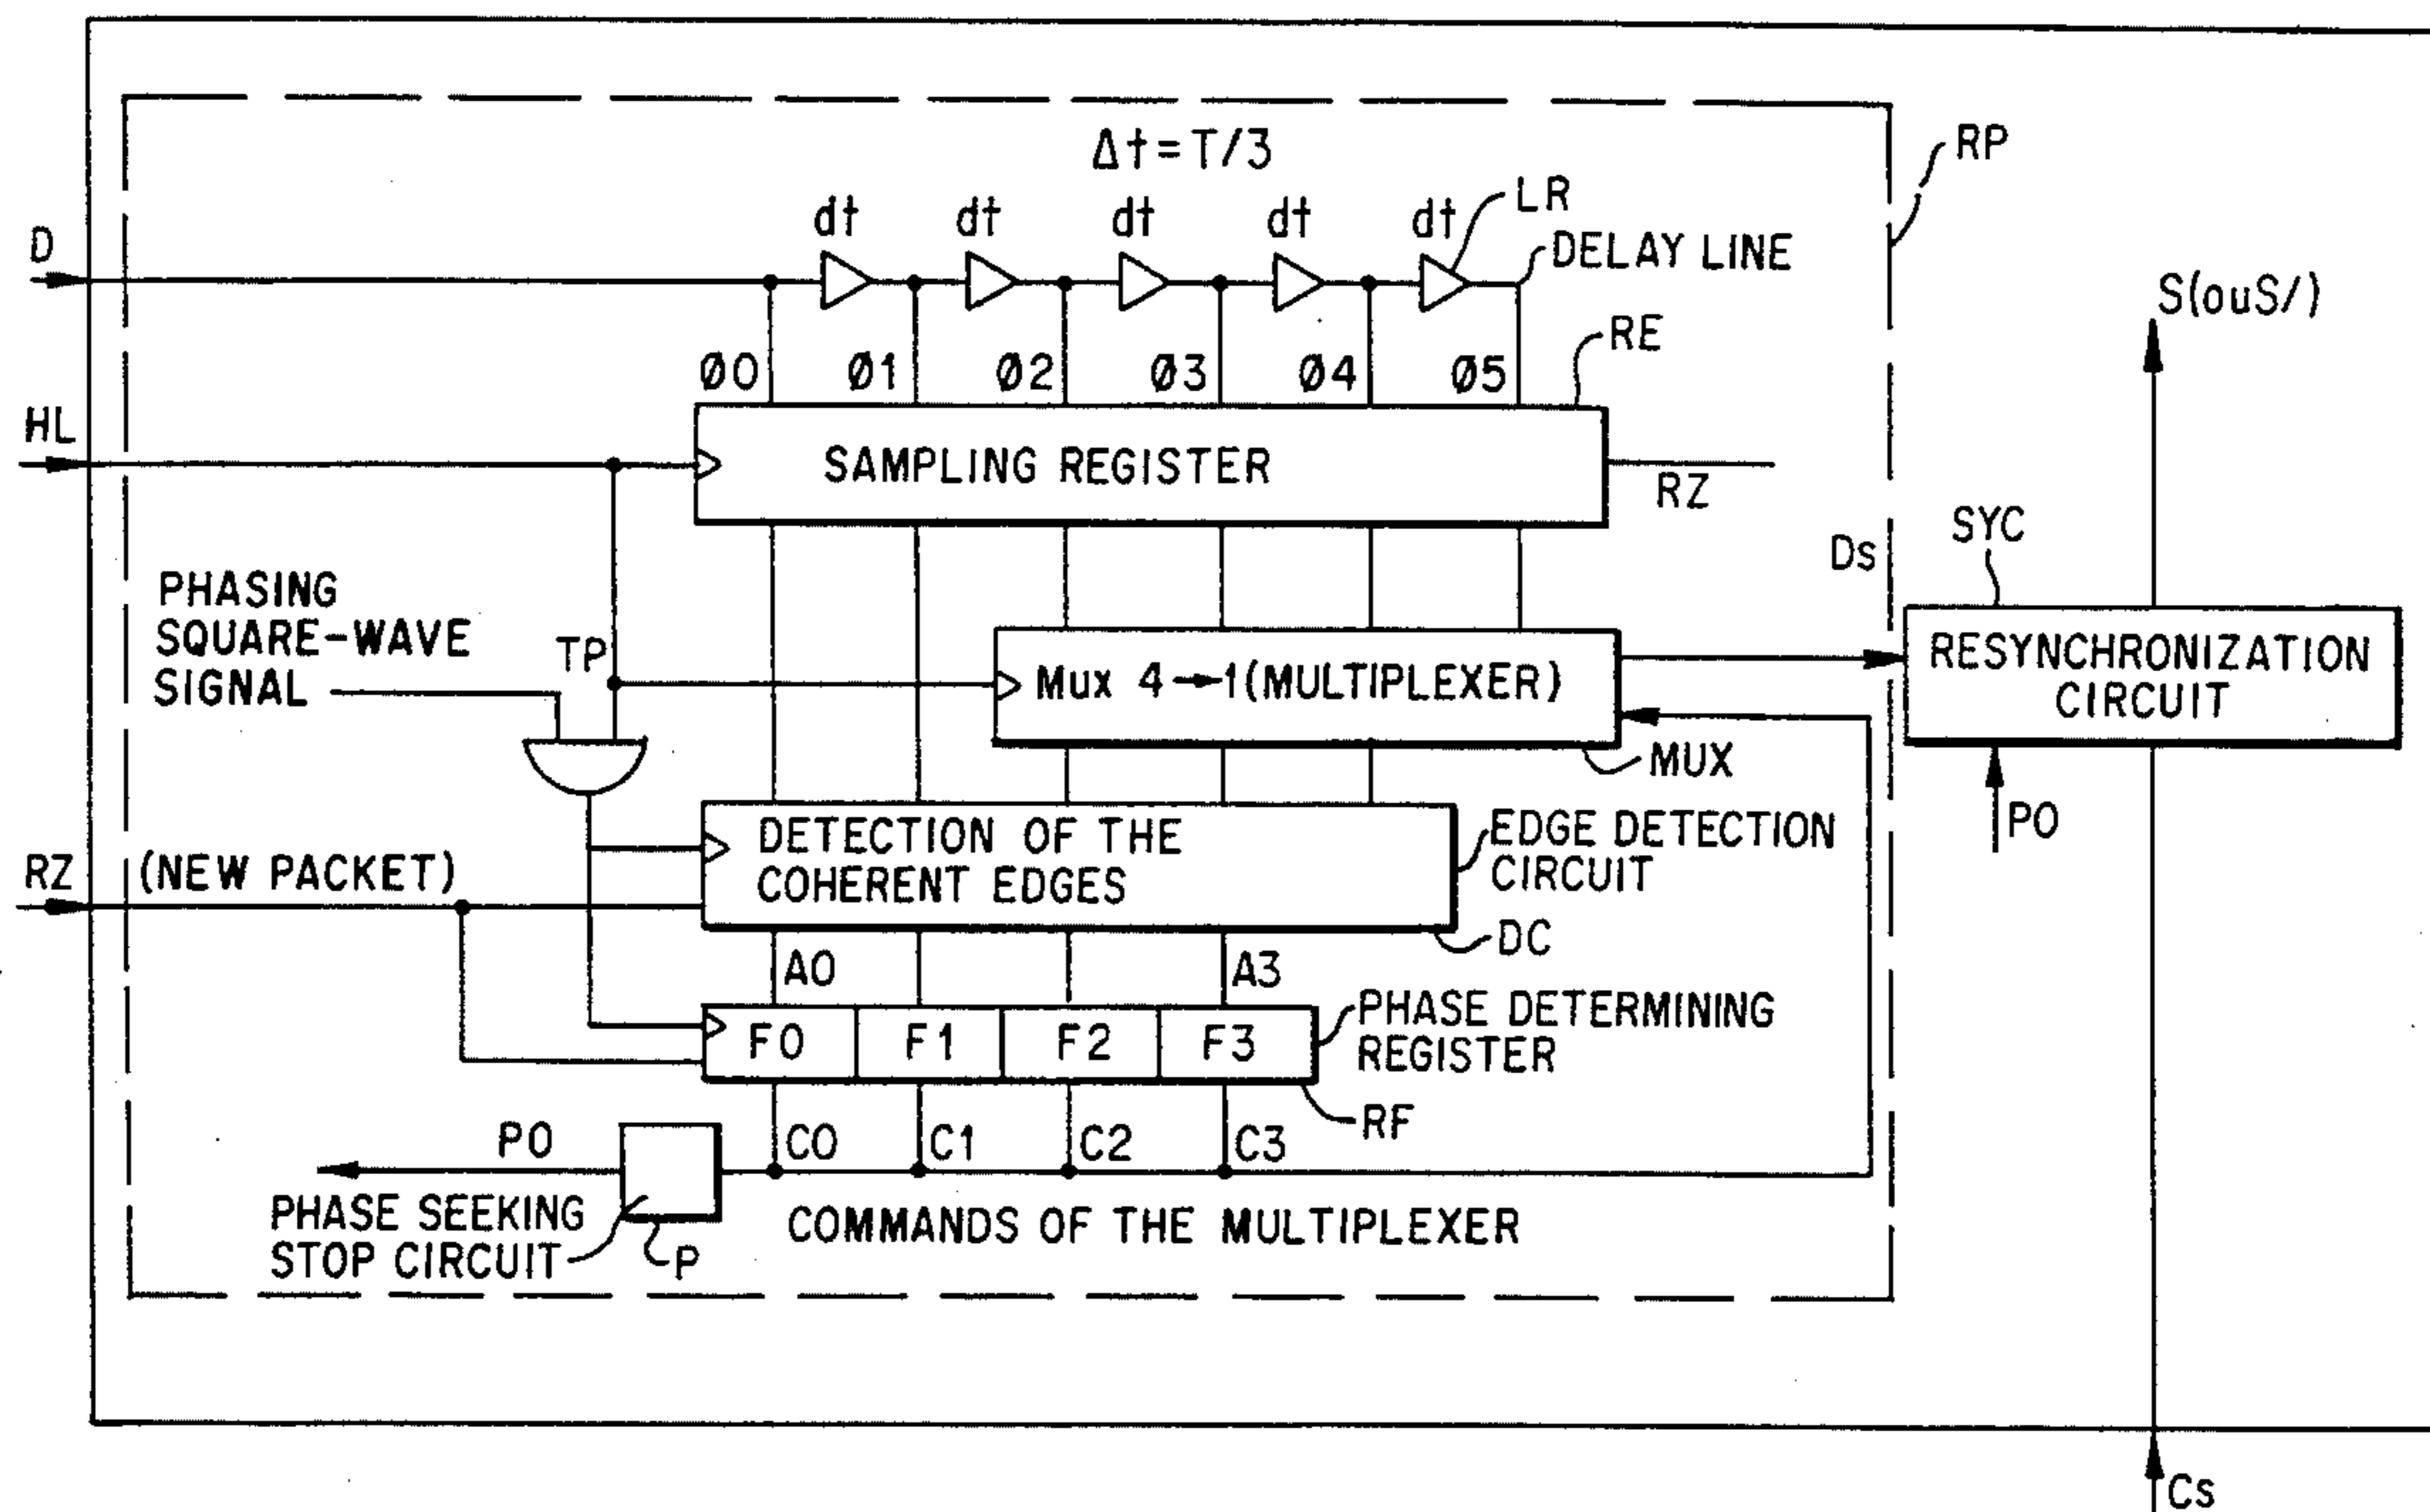 Δt=T/3
RP
dt dt dt dt dt
LR
D
DELAY LINE
S(ouS/)
RE
Ø0 Ø1 Ø2 Ø3 Ø4 Ø5
HL
SAMPLING REGISTER
RZ
Ds
SYC
PHASING
SQUARE-WAVE
SIGNAL
TP
Mux 4→1(MULTIPLEXER)
RESYNCHRONIZATION
CIRCUIT
MUX
PO
RZ
(NEW PACKET)
DETECTION OF THE
COHERENT EDGES
EDGE DETECTION
CIRCUIT
DC
A0 A3
F0 F1 F2 F3
PHASE DETERMINING
REGISTER
RF
PO
C0 C1 C2 C3
PHASE SEEKING
STOP CIRCUIT
P
COMMANDS OF THE MULTIPLEXER
Cs